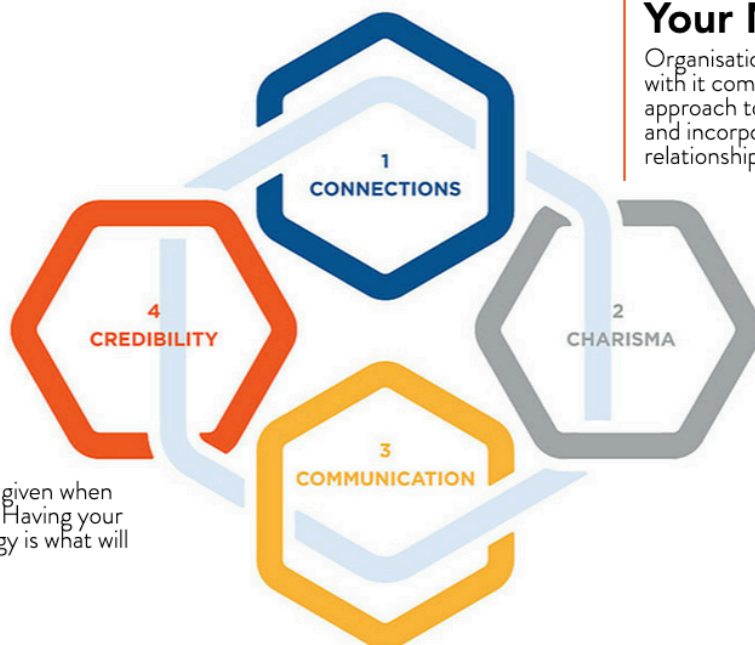 Your
Organisatio
with it com
approach to
and incorpo
relationship
1
CONNECTIONS
2
CHARISMA
3
COMMUNICATION
4
CREDIBILITY
given when
Having your
gy is what will